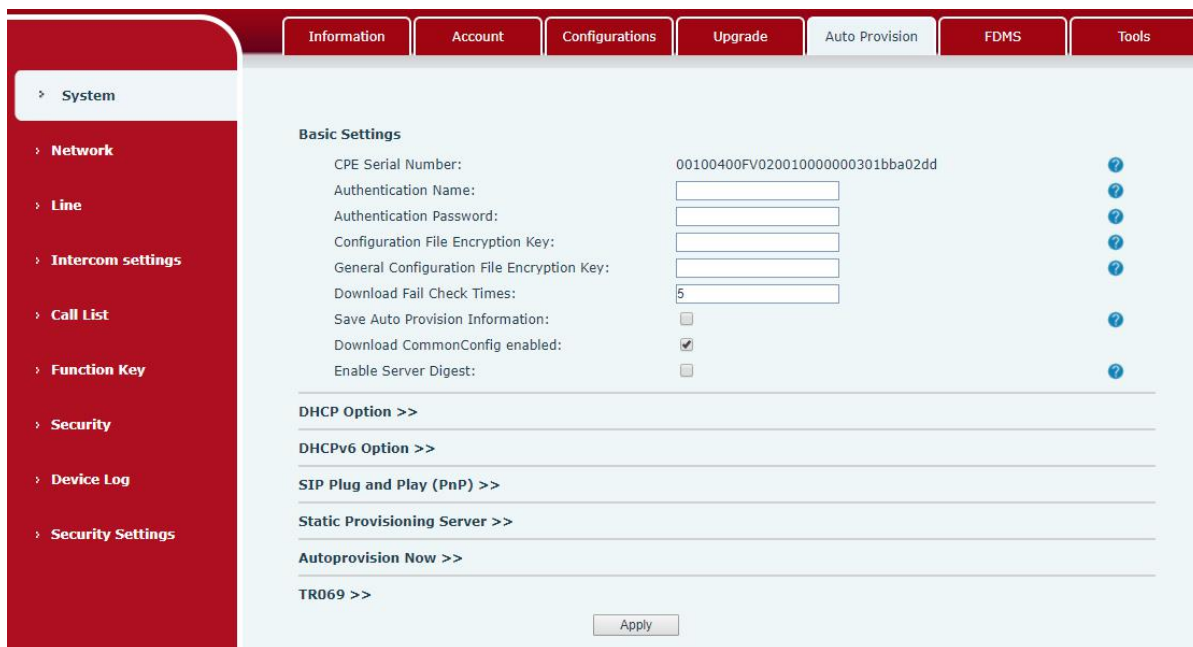 Information Account Configurations Upgrade Auto Provision FDMS Tools
System
Network
Line
Intercom settings
Call List
Function Key
Security
Device Log
Security Settings
Basic Settings
CPE Serial Number: 00100400FV020010000000301bba02dd
Authentication Name:
Authentication Password:
Configuration File Encryption Key:
General Configuration File Encryption Key:
Download Fail Check Times: 5
Save Auto Provision Information:
Download CommonConfig enabled:
Enable Server Digest:
DHCP Option >>
DHCPv6 Option >>
SIP Plug and Play (PnP) >>
Static Provisioning Server >>
Autoprovision Now >>
TR069 >>
Apply